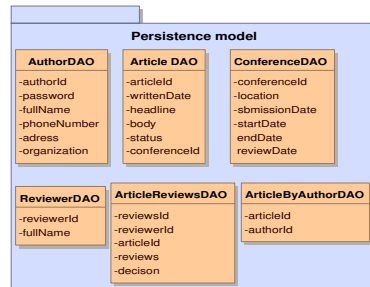 Persistence model
AuthorDAO
-authorId
-password
-fullName
-phoneNumber
-adress
-organization
Article DAO
-articleId
-writtenDate
-headline
-body
-status
-conferenceId
ConferenceDAO
-conferenceId
-location
-sbmissionDate
-startDate
endDate
reviewDate
ReviewerDAO
-reviewerId
-fullName
ArticleReviewsDAO
-reviewsId
-reviewerId
-articleId
-reviews
-decison
ArticleByAuthorDAO
-articleId
-authorId